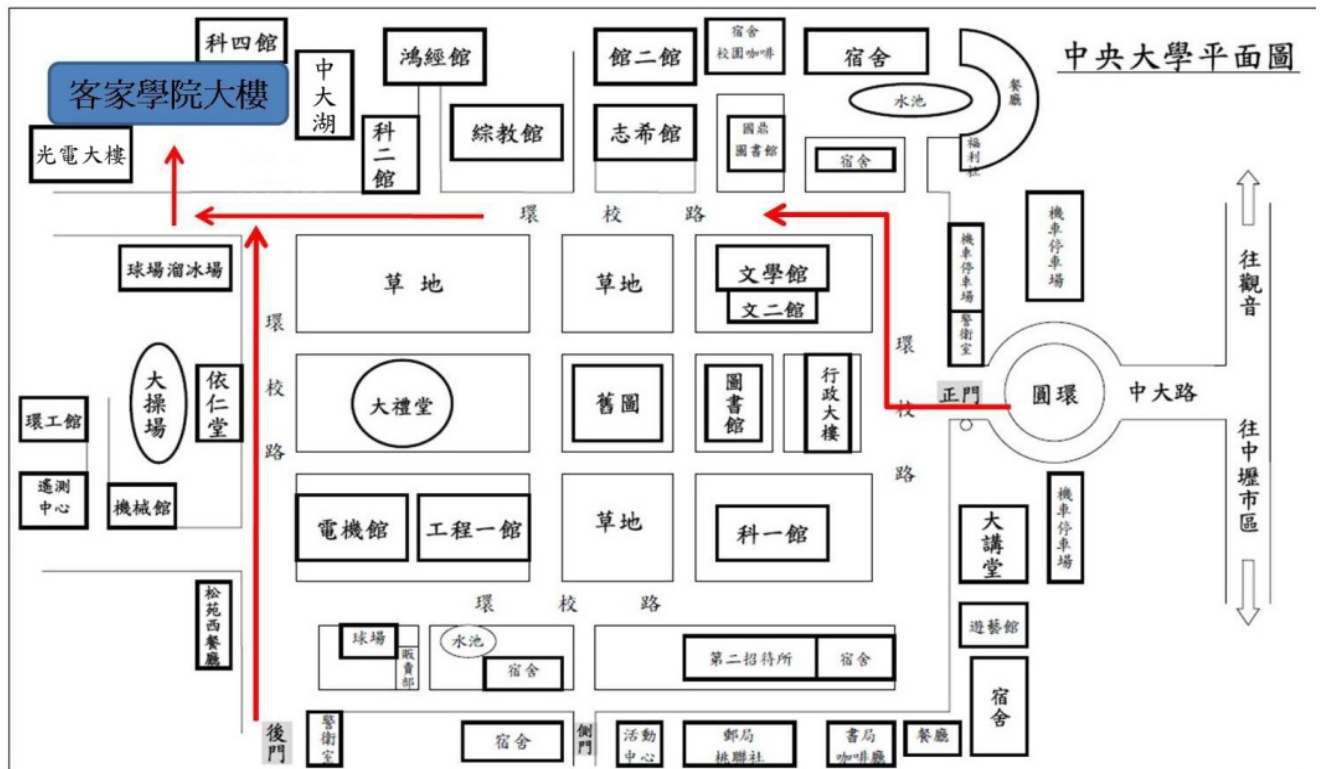 中央大學平面圖
科四館
客家學院大樓
中大湖
光電大樓
科二館
鴻經館
綜教館
館二館
志希館
宿舍
校園咖啡
國鼎
圖書館
宿舍
水池
宿舍
餐廳
福利社
環校路
機車停車場
機車停車場
警衛室
往觀音
球場溜冰場
草地
草地
文學館
文二館
環校路
環校路
大操場
依仁堂
大禮堂
舊圖
圖書館
行政大樓
正門
圓環
中大路
往中壢市區
環工館
遙測
中心
機械館
電機館
工程一館
草地
科一館
大講堂
機車停車場
環校路
松苑西餐廳
球場
販賣部
水池
宿舍
第二招待所
宿舍
遊藝館
宿舍
後門
警衛室
宿舍
側門
活動
中心
郵局
桃聯社
書局
咖啡廳
餐廳